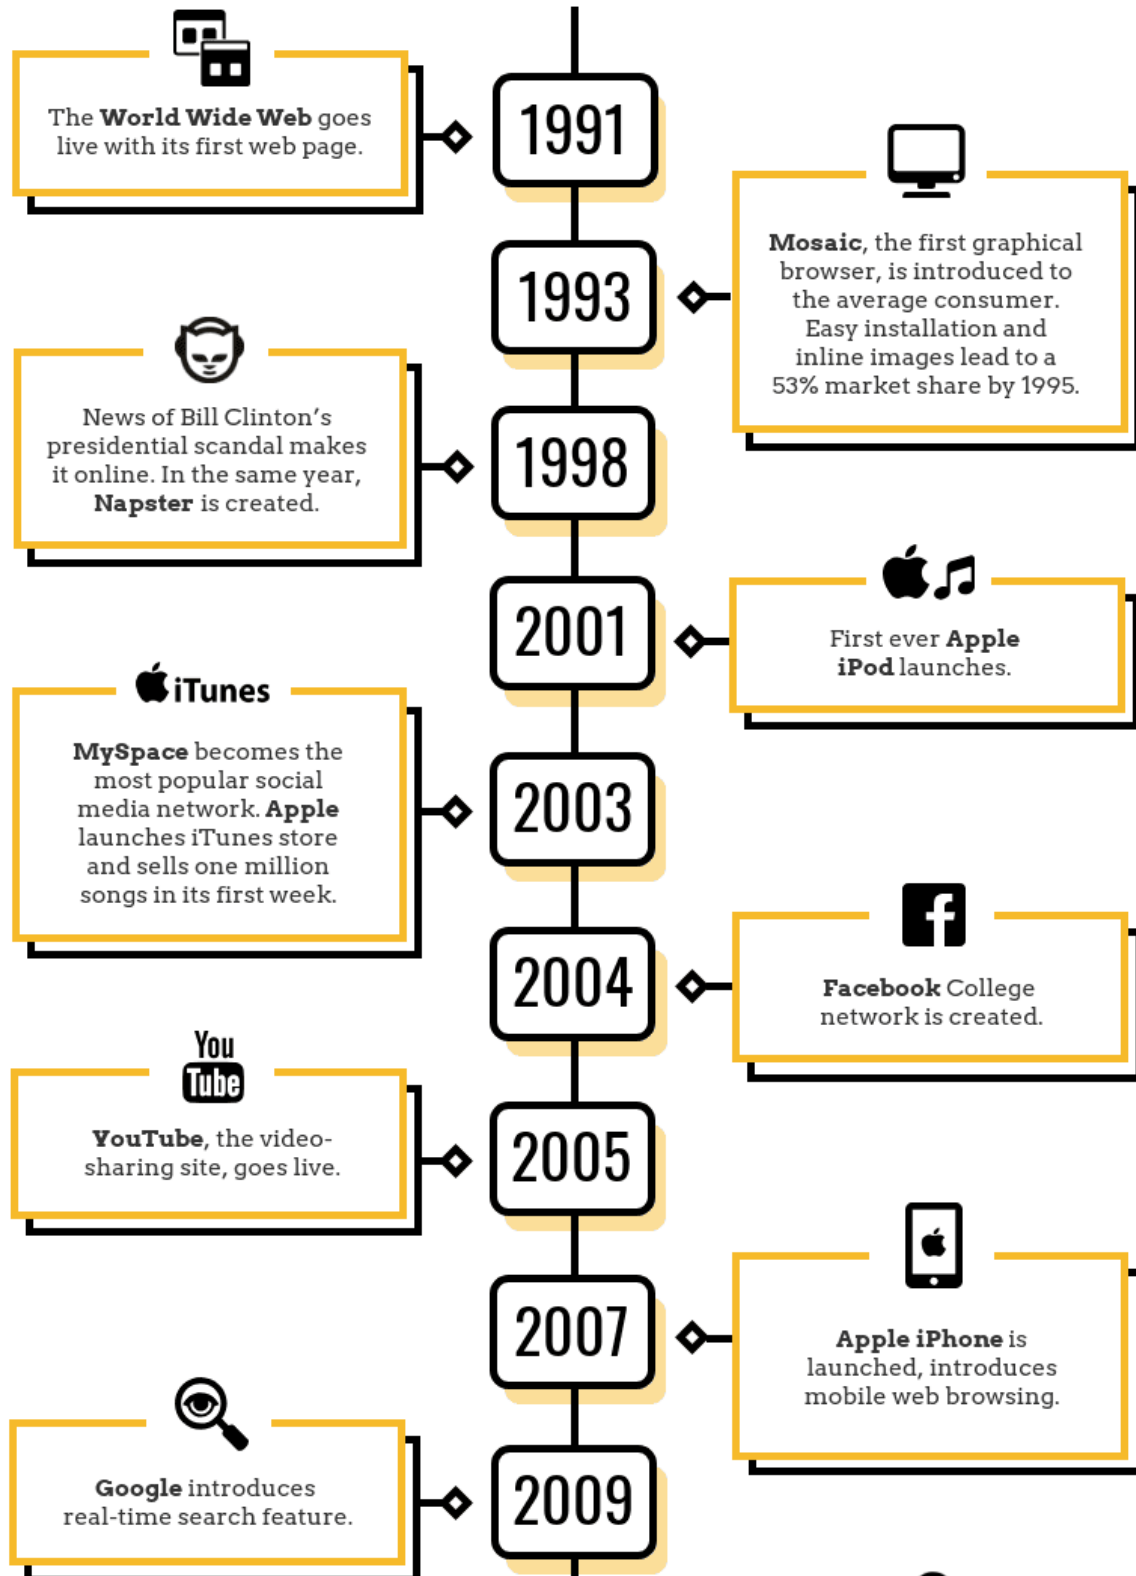 The World Wide Web goes
live with its first web page.
1991
Mosaic, the first graphical
browser, is introduced to
the average consumer.
Easy installation and
inline images lead to a
53% market share by 1995.
1993
News of Bill Clinton's
presidential scandal makes
it online. In the same year,
Napster is created.
1998
First ever Apple
iPod launches.
2001
iTunes
MySpace becomes the
most popular social
media network. Apple
launches iTunes store
and sells one million
songs in its first week.
2003
f
Facebook College
network is created.
2004
You
Tube
YouTube, the video-
sharing site, goes live.
2005
Apple iPhone is
launched, introduces
mobile web browsing.
2007
Google introduces
real-time search feature.
2009